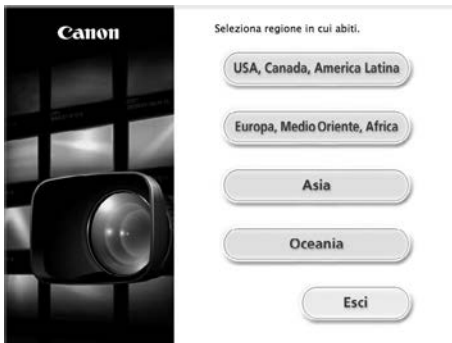 Canon
Seleziona regione in cui abiti.
USA, Canada, America Latina
Europa, Medio Oriente, Africa
Asia
Oceania
Esci